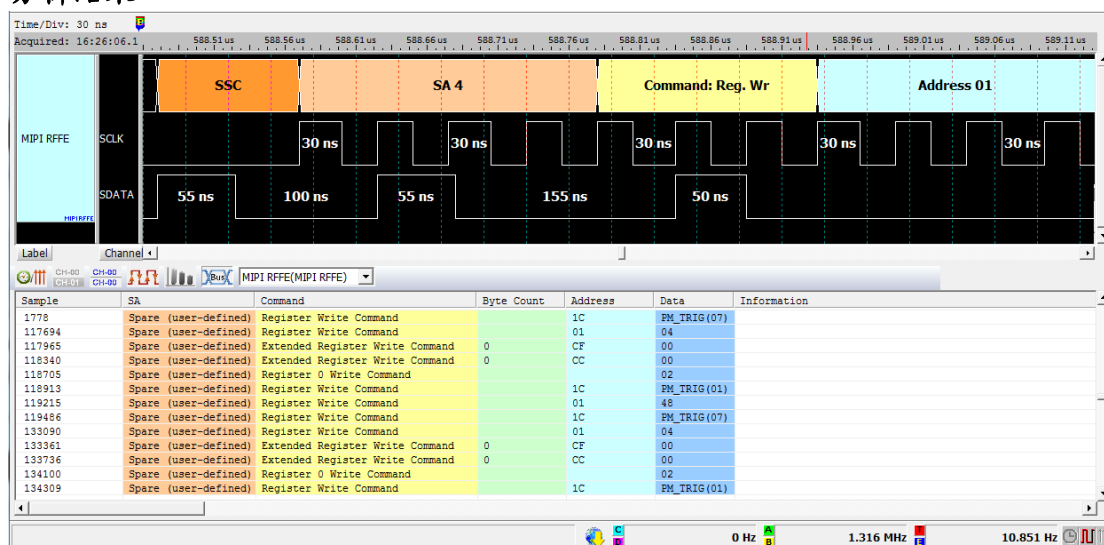 Time/Div: 30 ns
Acquired: 16:26:06.1 588.51 us 588.56 us 588.61 us 588.66 us 588.71 us 588.76 us 588.81 us 588.86 us 588.91 us 588.96 us 589.01 us 589.06 us 589.11 us
SSC SA 4 Command: Reg. Wr Address 01
MIPI RFFE SCLK 30 ns 30 ns 30 ns 30 ns 30 ns
SDATA 55 ns 100 ns 55 ns 155 ns 50 ns
MIPI RFFE
Label Channel
CH-00 CH-00
CH-01 CH-00 Bus MIPI RFFE(MIPI RFFE)
Sample SA Command Byte Count Address Data Information
1778 Spare (user-defined) Register Write Command 1C PM_TRIG(07)
117694 Spare (user-defined) Register Write Command 01 04
117965 Spare (user-defined) Extended Register Write Command 0 CF 00
118340 Spare (user-defined) Extended Register Write Command 0 CC 00
118705 Spare (user-defined) Register 0 Write Command 02
118913 Spare (user-defined) Register Write Command 1C PM_TRIG(01)
119215 Spare (user-defined) Register Write Command 01 48
119486 Spare (user-defined) Register Write Command 1C PM_TRIG(07)
133090 Spare (user-defined) Register Write Command 01 04
133361 Spare (user-defined) Extended Register Write Command 0 CF 00
133736 Spare (user-defined) Extended Register Write Command 0 CC 00
134100 Spare (user-defined) Register 0 Write Command 02
134309 Spare (user-defined) Register Write Command 1C PM_TRIG(01)
C D 0 Hz A B 1.316 MHz T E 10.851 Hz